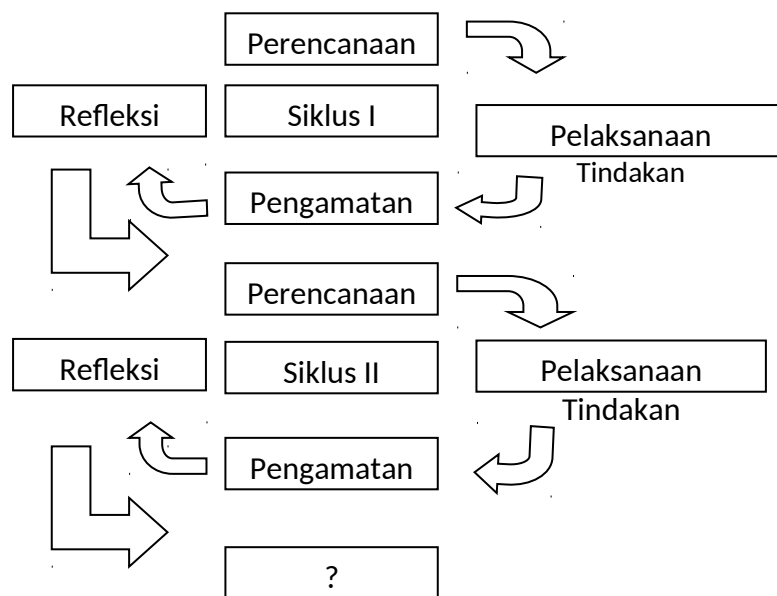 Perencanaan
Refleksi
Siklus I
Pelaksanaan
Tindakan
Pengamatan
Perencanaan
Refleksi
Siklus II
Pelaksanaan
Tindakan
Pengamatan
?